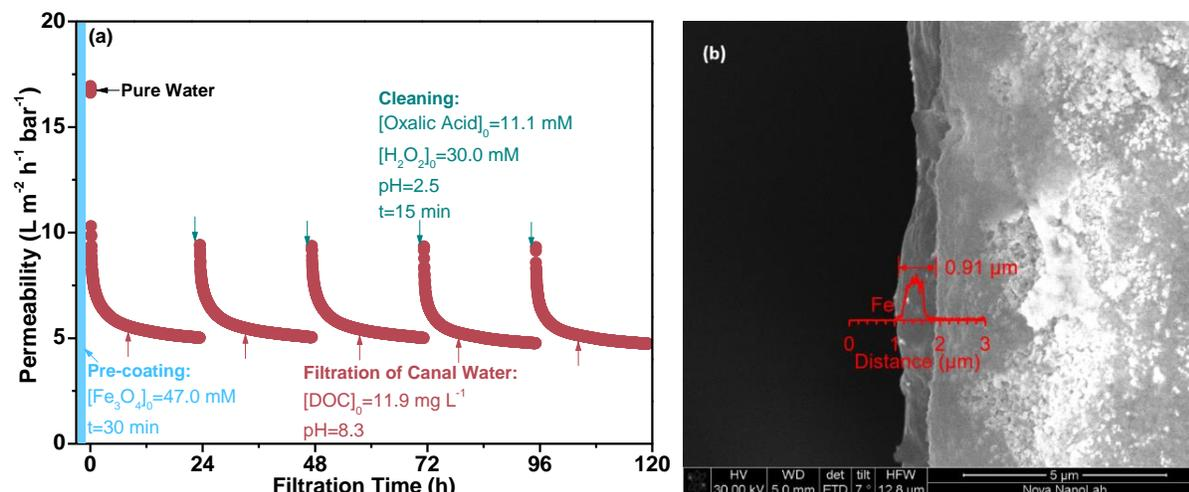 (a)
20
15
10
5
0
Permeability (L m⁻² h⁻¹ bar⁻¹)
Pure Water
Cleaning:
[Oxalic Acid]₀=11.1 mM
[H₂O₂]₀=30.0 mM
pH=2.5
t=15 min
Pre-coating:
[Fe₃O₄]₀=47.0 mM
t=30 min
Filtration of Canal Water:
[DOC]₀=11.9 mg L⁻¹
pH=8.3
0 24 48 72 96 120
Filtration Time (h)
(b)
0.91 µm
Fe
0 1 2 3
Distance (µm)
HV WD det tilt HFW 5 µm
30.00 kV 5.0 mm ETD 7 ° 12.8 µm Nova NanoLab